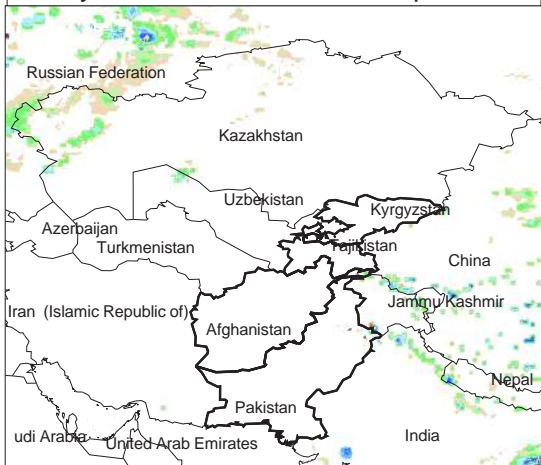 Russian Federation
Kazakhstan
Uzbekistan
Kyrgyzstan
Azerbaijan
Turkmenistan
Tajikistan
China
Iran (Islamic Republic of)
Jammu/Kashmir
Afghanistan
Nepal
Pakistan
udi Arabia
United Arab Emirates
India